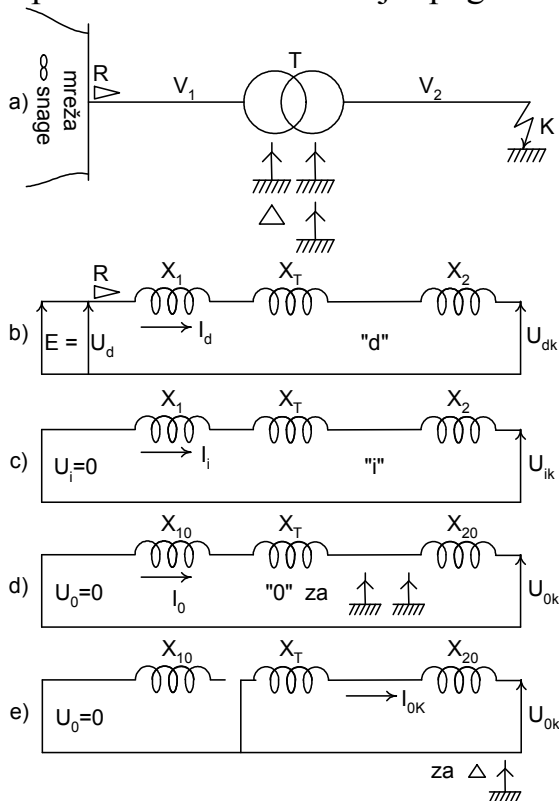 a)
mreža
∞ snage
R
V1
T
V2
K
b)
R
X1
XT
X2
E = Ud
Id
"d"
Udk
c)
X1
XT
X2
Ui=0
Ii
"i"
Uik
d)
X10
XT
X20
U0=0
I0
"0" za
U0k
e)
X10
XT
X20
U0=0
I0K
U0k
za